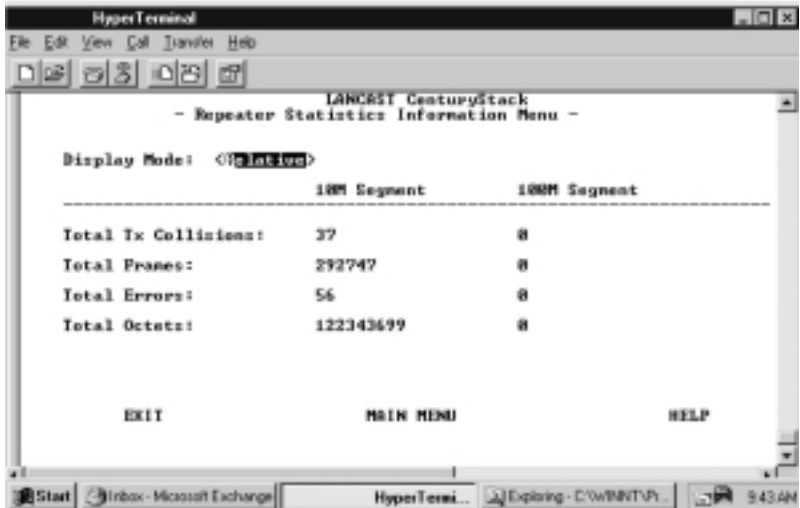 HyperTerminal
File Edit View Call Transfer Help
LANCAST CenturyStack
- Repeater Statistics Information Menu -
Display Mode: <Relative>
10M Segment 100M Segment
Total Tx Collisions: 37 0
Total Frames: 292747 0
Total Errors: 56 0
Total Octets: 122343699 0
EXIT MAIN MENU HELP
Start Inbox - Microsoft Exchange HyperTermi... Exploring - C:\WINNT\Pr... 9:43 AM